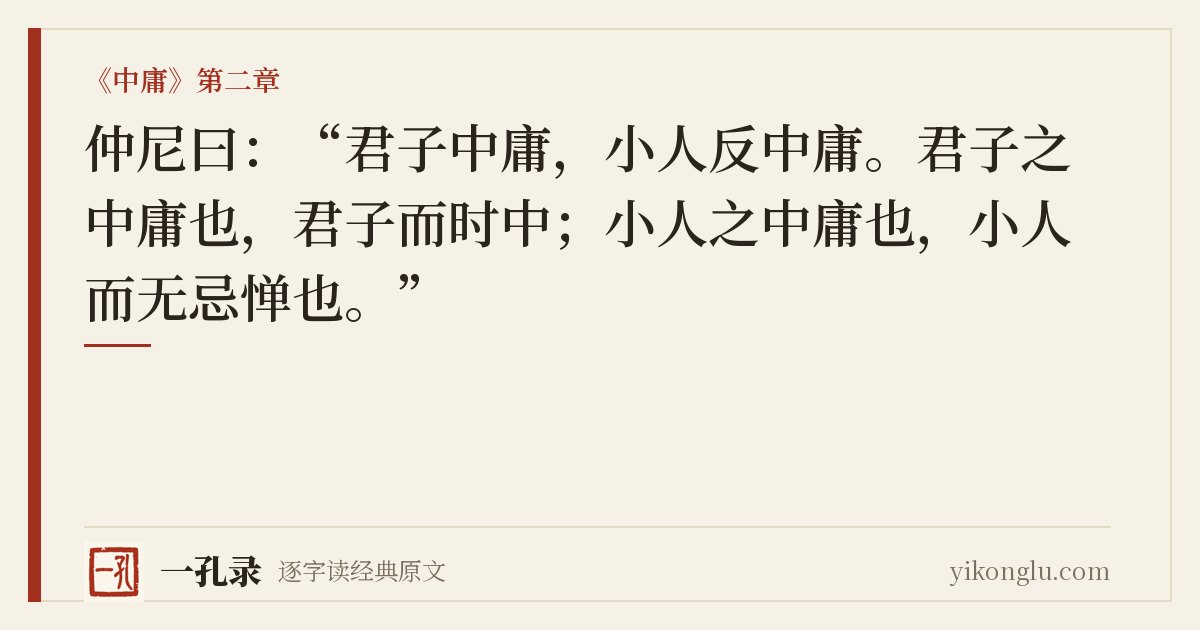 《中庸》第二章
仲尼曰：“君子中庸，小人反中庸。君子之
中庸也，君子而时中；小人之中庸也，小人
而无忌惮也。”
一孔
一孔录 逐字读经典原文 yikonglu.com